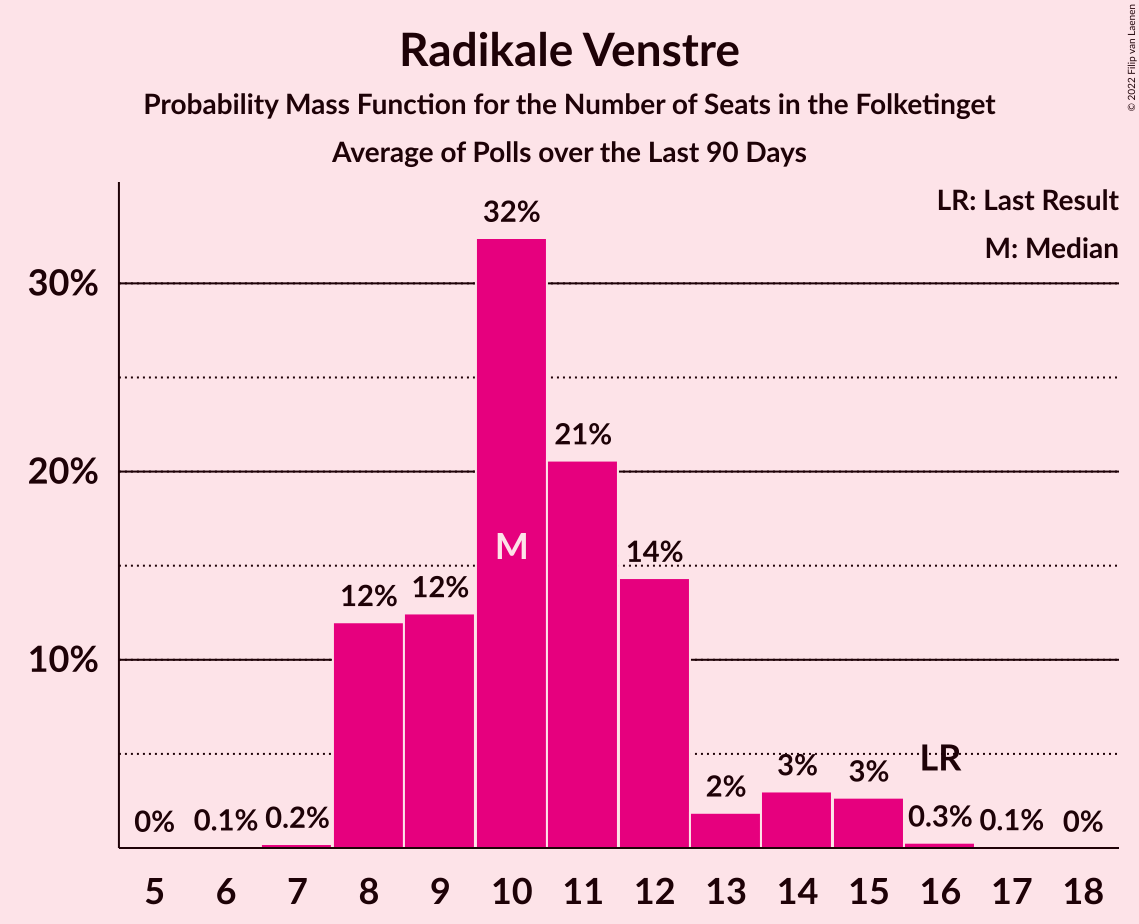 Radikale Venstre
Probability Mass Function for the Number of Seats in the Folketinget
Average of Polls over the Last 90 Days
© 2022 Filip van Laenen
LR: Last Result
M: Median
30%
20%
10%
0%
0.1%
0.2%
12%
12%
32%
21%
14%
2%
3%
3%
0.3%
0.1%
0%
M
LR
5 6 7 8 9 10 11 12 13 14 15 16 17 18